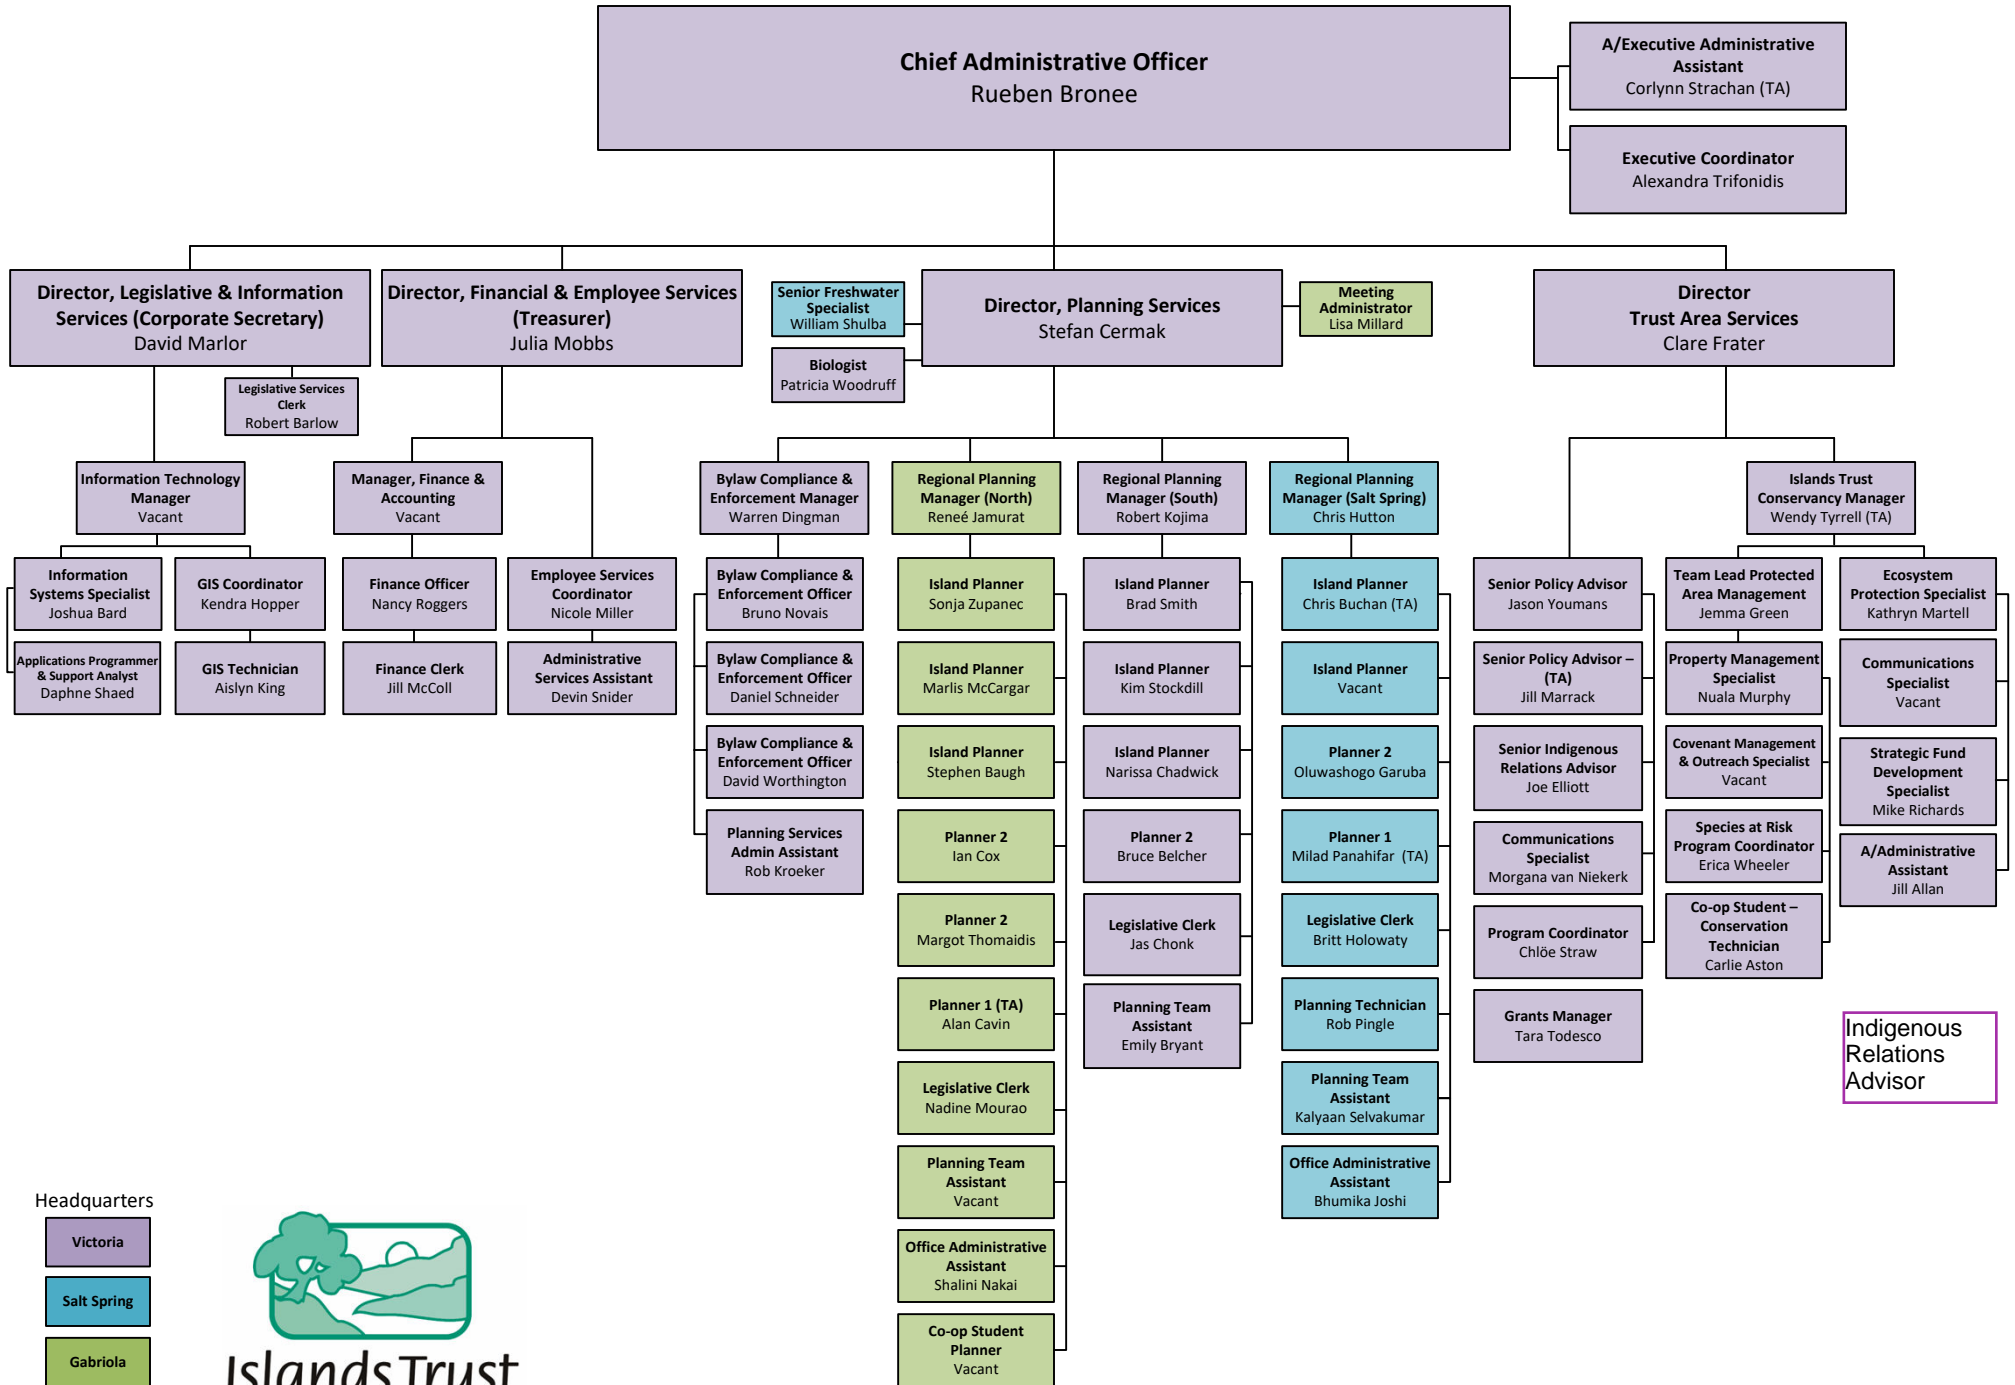 Chief Administrative Officer
Rueben Bronee
A/Executive Administrative
Assistant
Corlynn Strachan (TA)
Executive Coordinator
Alexandra Trifonidis
Director, Legislative & Information
Services (Corporate Secretary)
David Marlor
Director, Financial & Employee Services
(Treasurer)
Julia Mobbs
Senior Freshwater
Specialist
William Shulba
Biologist
Patricia Woodruff
Director, Planning Services
Stefan Cermak
Meeting
Administrator
Lisa Millard
Director
Trust Area Services
Clare Frater
Legislative Services
Clerk
Robert Barlow
Information Technology
Manager
Vacant
Information
Systems Specialist
Joshua Bard
Applications Programmer
& Support Analyst
Daphne Shaed
GIS Coordinator
Kendra Hopper
GIS Technician
Aislyn King
Manager, Finance &
Accounting
Vacant
Finance Officer
Nancy Roggers
Finance Clerk
Jill McColl
Employee Services
Coordinator
Nicole Miller
Administrative
Services Assistant
Devin Snider
Bylaw Compliance &
Enforcement Manager
Warren Dingman
Bylaw Compliance &
Enforcement Officer
Bruno Novais
Bylaw Compliance &
Enforcement Officer
Daniel Schneider
Bylaw Compliance &
Enforcement Officer
David Worthington
Planning Services
Admin Assistant
Rob Kroeker
Regional Planning
Manager (North)
Reneé Jamurat
Island Planner
Sonja Zupanec
Island Planner
Marlis McCargar
Island Planner
Stephen Baugh
Planner 2
Ian Cox
Planner 2
Margot Thomaidis
Planner 1 (TA)
Alan Cavin
Legislative Clerk
Nadine Mourao
Planning Team
Assistant
Vacant
Office Administrative
Assistant
Shalini Nakai
Co-op Student
Planner
Vacant
Regional Planning
Manager (South)
Robert Kojima
Island Planner
Brad Smith
Island Planner
Kim Stockdill
Island Planner
Narissa Chadwick
Planner 2
Bruce Belcher
Legislative Clerk
Jas Chonk
Planning Team
Assistant
Emily Bryant
Regional Planning
Manager (Salt Spring)
Chris Hutton
Island Planner
Chris Buchan (TA)
Island Planner
Vacant
Planner 2
Oluwashogo Garuba
Planner 1
Milad Panahifar (TA)
Legislative Clerk
Britt Holowaty
Planning Technician
Rob Pingle
Planning Team
Assistant
Kalyaan Selvakumar
Office Administrative
Assistant
Bhumika Joshi
Senior Policy Advisor
Jason Youmans
Senior Policy Advisor –
(TA)
Jill Marrack
Senior Indigenous
Relations Advisor
Joe Elliott
Communications
Specialist
Morgana van Niekerk
Program Coordinator
Chlöe Straw
Grants Manager
Tara Todesco
Islands Trust
Conservancy Manager
Wendy Tyrrell (TA)
Team Lead Protected
Area Management
Jemma Green
Property Management
Specialist
Nuala Murphy
Covenant Management
& Outreach Specialist
Vacant
Species at Risk
Program Coordinator
Erica Wheeler
Co-op Student –
Conservation
Technician
Carlie Aston
Ecosystem
Protection Specialist
Kathryn Martell
Communications
Specialist
Vacant
Strategic Fund
Development
Specialist
Mike Richards
A/Administrative
Assistant
Jill Allan
Indigenous
Relations
Advisor
Headquarters
Victoria
Salt Spring
Gabriola
Islands Trust